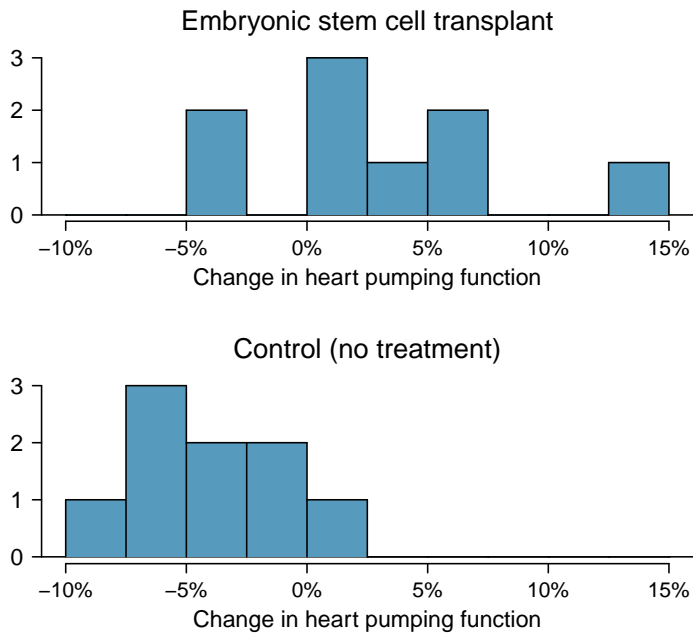 Embryonic stem cell transplant
3
2
1
0
−10% −5% 0% 5% 10% 15%
Change in heart pumping function
Control (no treatment)
3
2
1
0
−10% −5% 0% 5% 10% 15%
Change in heart pumping function